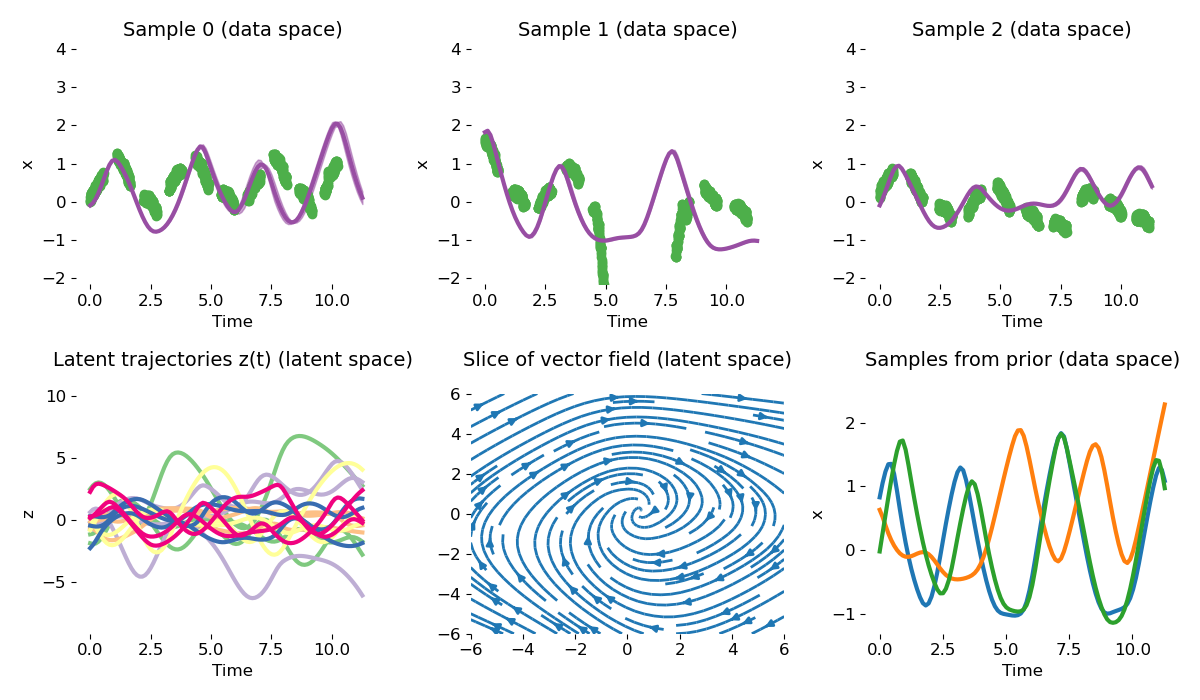 Sample 0 (data space)
Sample 1 (data space)
Sample 2 (data space)
4
3
2
1
0
−1
−2
x
0.0 2.5 5.0 7.5 10.0
Time
4
3
2
1
0
−1
−2
x
0.0 2.5 5.0 7.5 10.0
Time
4
3
2
1
0
−1
−2
x
0.0 2.5 5.0 7.5 10.0
Time
Latent trajectories z(t) (latent space)
Slice of vector field (latent space)
Samples from prior (data space)
10
5
0
−5
z
0.0 2.5 5.0 7.5 10.0
Time
6
4
2
0
−2
−4
−6
−6 −4 −2 0 2 4 6
2
1
0
−1
x
0.0 2.5 5.0 7.5 10.0
Time